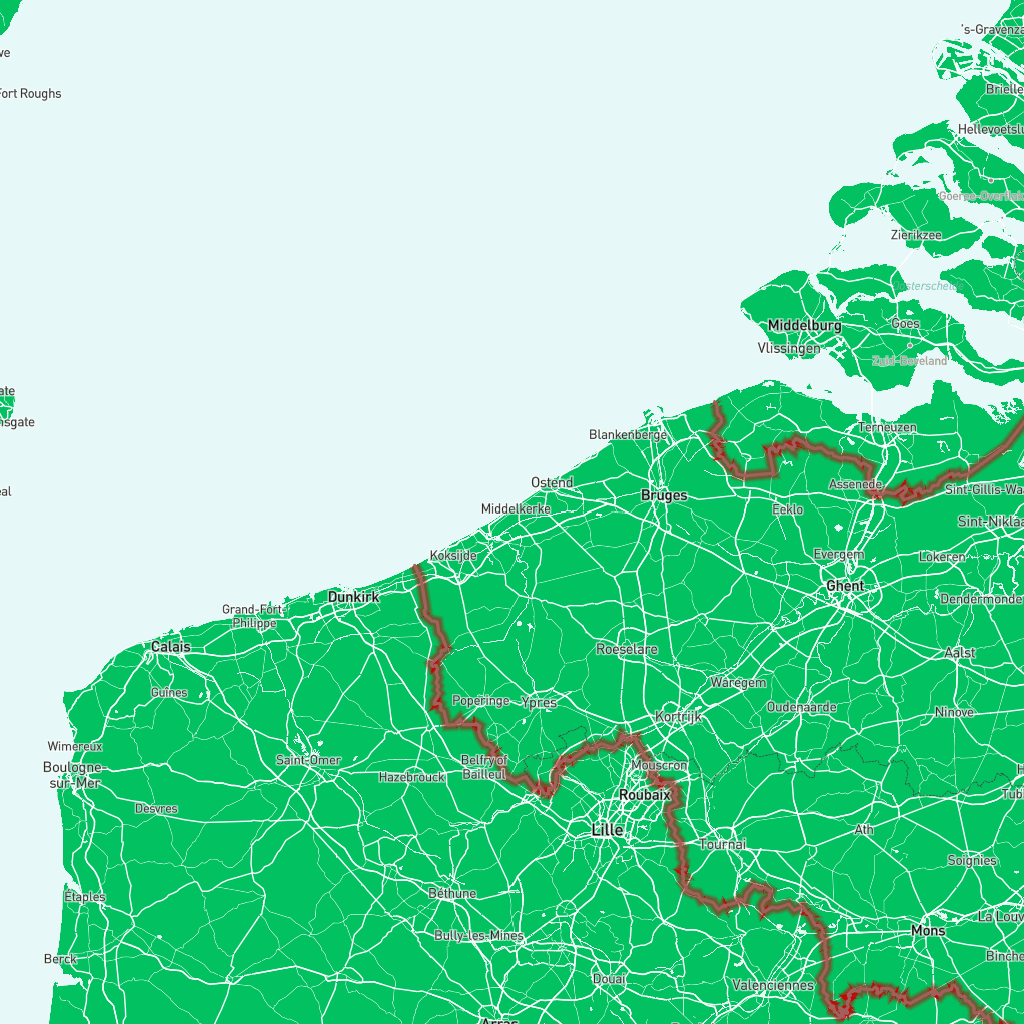 's-Gravenza
we
Brielle
Fort Roughs
Hellevoetslu
Goeree-Overflak
Zierikzee
Oosterschelde
Middelburg
Goes
Vlissingen
Zuid-Beveland
ate
nsgate
Terneuzen
Blankenberge
Ostend
Assenede
eal
Bruges
Sint-Gillis-Waa
Middelkerke
Eeklo
Sint-Niklaa
Koksijde
Evergem
Lokeren
Ghent
Dunkirk
Dendermonde
Grand-Fort-
Philippe
Calais
Roeselare
Aalst
Guines
Waregem
Poperinge
Ypres
Oudenaarde
Kortrijk
Ninove
Wimereux
Saint-Omer
Belfry of
Bailleul
Mouscron
Boulogne-
sur-Mer
Hazebrouck
H
Tubi
Roubaix
Desvres
Lille
Ath
Tournai
Soignies
Étaples
Béthune
La Louv
Mons
Bully-les-Mines
Binche
Berck
Douai
Valenciennes
Arras